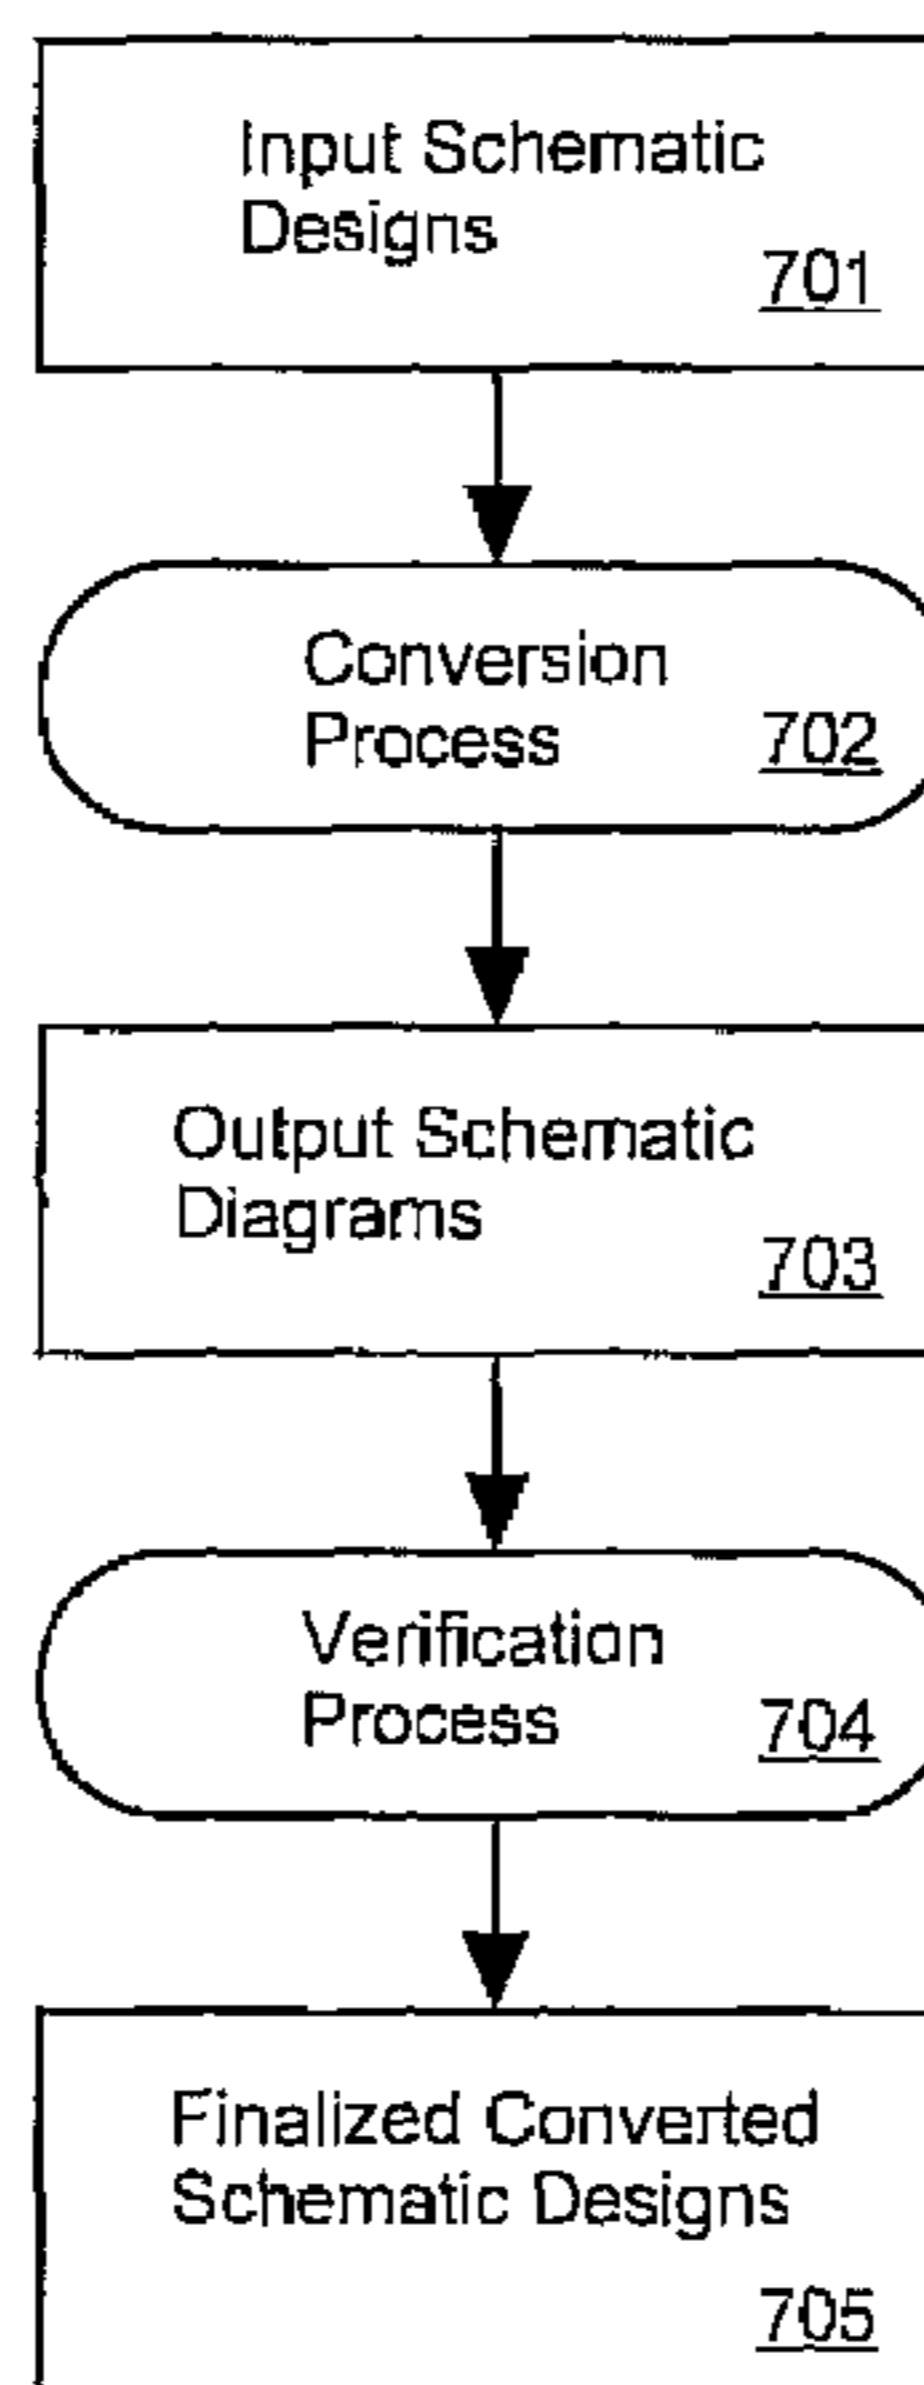 Input Schematic
Designs
701
Conversion
Process
702
Output Schematic
Diagrams
703
Verification
Process
704
Finalized Converted
Schematic Designs
705